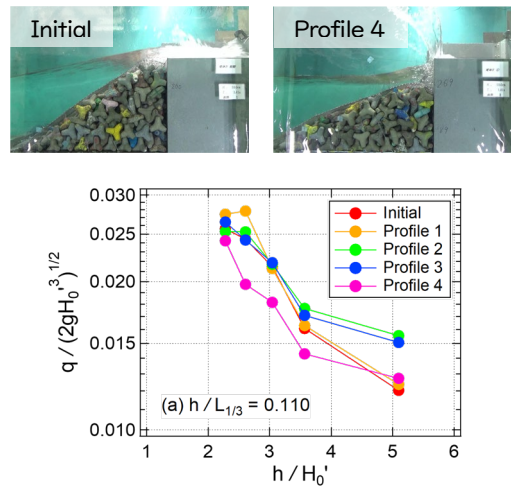 Initial
Profile 4
q / (2gH₀'³)^1/2
0.030
0.025
0.020
0.015
0.010
Initial
Profile 1
Profile 2
Profile 3
Profile 4
(a) h / L1/3 = 0.110
1
2
3
4
5
6
h / H₀'